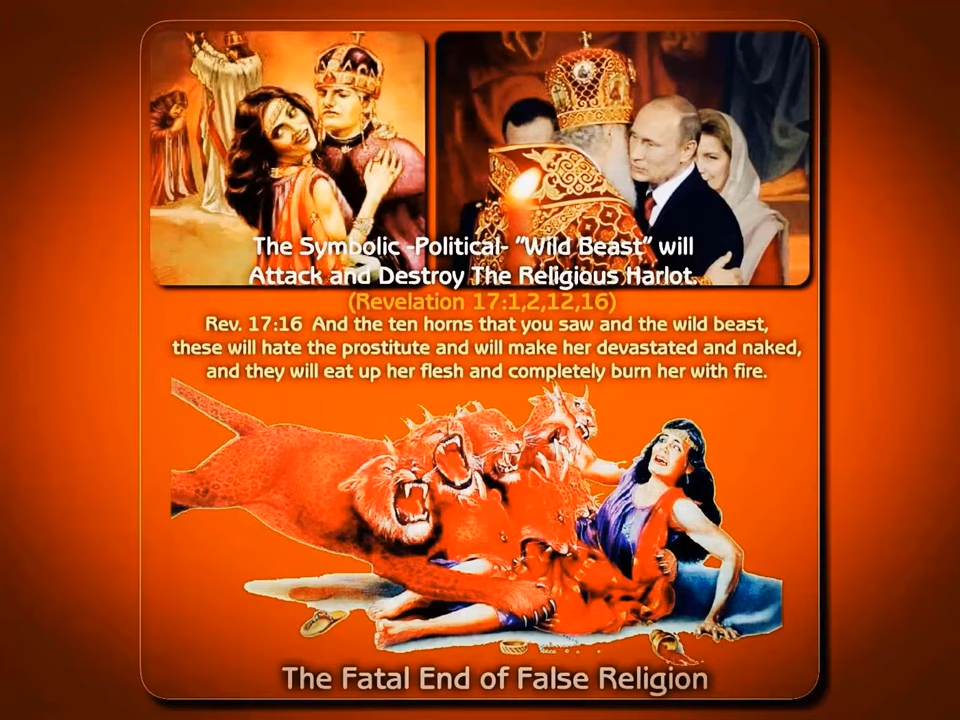 The Symbolic -Political- "Wild Beast" will
Attack and Destroy The Religious Harlot.
(Revelation 17:1,2,12,16)
Rev. 17:16 And the ten horns that you saw and the wild beast,
these will hate the prostitute and will make her devastated and naked,
and they will eat up her flesh and completely burn her with fire.
The Fatal End of False Religion